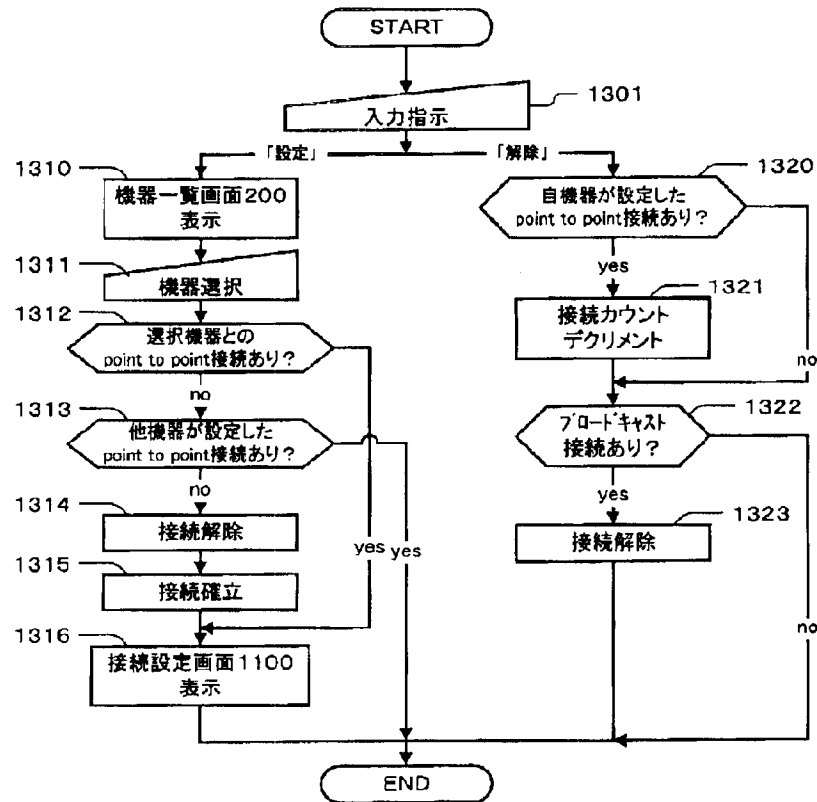 START
1301
入力指示
「設定」
「解除」
1310
機器一覧画面200
表示
1311
機器選択
1312
選択機器との
point to point接続あり?
no
1313
他機器が設定した
point to point接続あり?
no
1314
接続解除
yes
yes
1315
接続確立
1316
接続設定画面1100
表示
1320
自機器が設定した
point to point接続あり?
yes
1321
接続カウント
デクリメント
no
1322
ブロードキャスト
接続あり?
yes
1323
接続解除
no
END